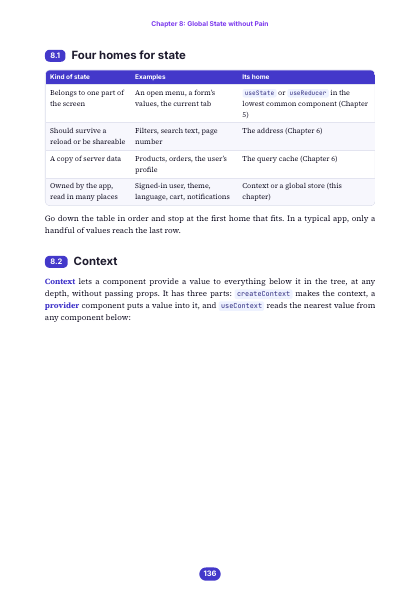 Chapter 8: Global State without Pain
8.1 Four homes for state
Kind of state Examples Its home
Belongs to one part of the screen An open menu, a form's values, the current tab useState or useReducer in the lowest common component (Chapter 5)
Should survive a reload or be shareable Filters, search text, page number The address (Chapter 6)
A copy of server data Products, orders, the user's profile The query cache (Chapter 6)
Owned by the app, read in many places Signed-in user, theme, language, cart, notifications Context or a global store (this chapter)
Go down the table in order and stop at the first home that fits. In a typical app, only a
handful of values reach the last row.
8.2 Context
Context lets a component provide a value to everything below it in the tree, at any
depth, without passing props. It has three parts: createContext makes the context, a
provider component puts a value into it, and useContext reads the nearest value from
any component below:
136